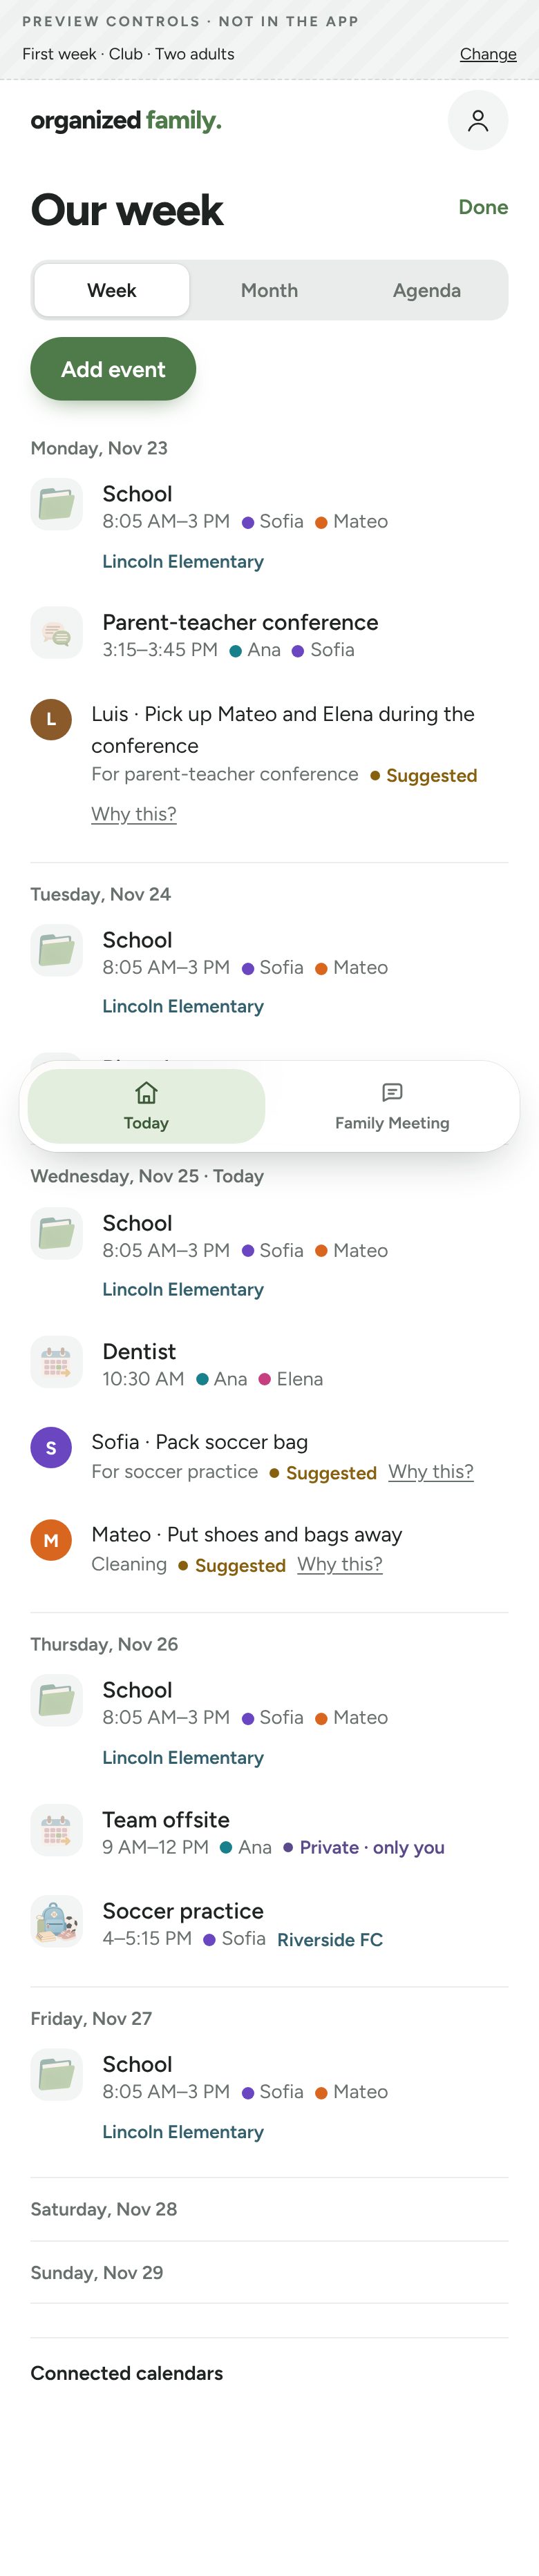 PREVIEW CONTROLS · NOT IN THE APP
First week · Club · Two adults
Change
organized family.
Our week
Done
Week
Month
Agenda
Add event
Monday, Nov 23
School
8:05 AM–3 PM Sofia Mateo
Lincoln Elementary
Parent-teacher conference
3:15–3:45 PM Ana Sofia
L
Luis · Pick up Mateo and Elena during the
conference
For parent-teacher conference Suggested
Why this?
Tuesday, Nov 24
School
8:05 AM–3 PM Sofia Mateo
Lincoln Elementary
Today
Family Meeting
Wednesday, Nov 25 · Today
School
8:05 AM–3 PM Sofia Mateo
Lincoln Elementary
Dentist
10:30 AM Ana Elena
S
Sofia · Pack soccer bag
For soccer practice Suggested Why this?
M
Mateo · Put shoes and bags away
Cleaning Suggested Why this?
Thursday, Nov 26
School
8:05 AM–3 PM Sofia Mateo
Lincoln Elementary
Team offsite
9 AM–12 PM Ana Private · only you
Soccer practice
4–5:15 PM Sofia Riverside FC
Friday, Nov 27
School
8:05 AM–3 PM Sofia Mateo
Lincoln Elementary
Saturday, Nov 28
Sunday, Nov 29
Connected calendars